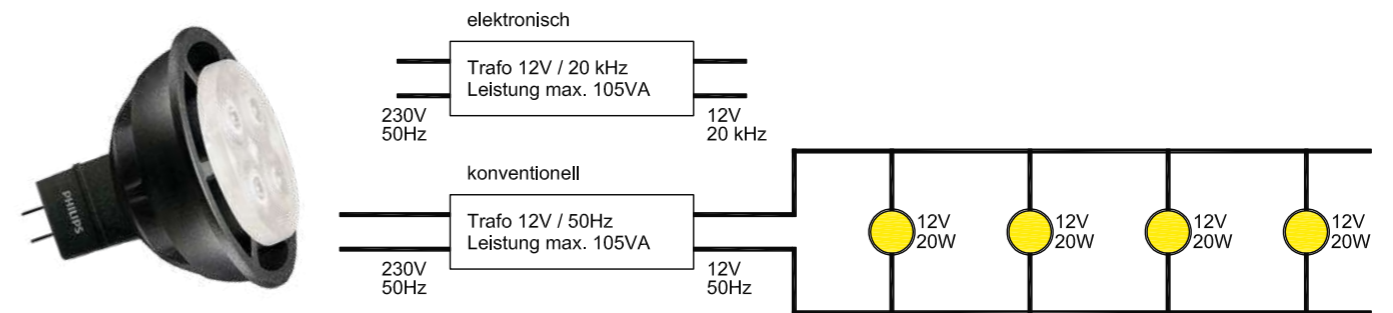 elektronisch
Trafo 12V / 20 kHz
Leistung max. 105VA
230V
50Hz
12V
20 kHz
konventionell
Trafo 12V / 50Hz
Leistung max. 105VA
230V
50Hz
12V
50Hz
12V
20W
12V
20W
12V
20W
12V
20W
PHILIPS